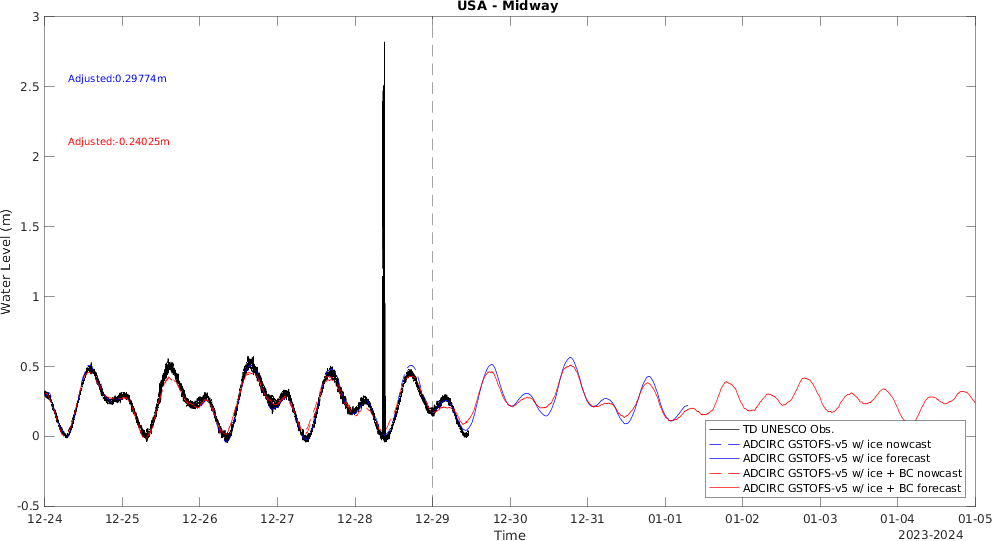 USA - Midway
Adjusted:0.29774m
Adjusted:-0.24025m
Water Level (m)
3
2.5
2
1.5
1
0.5
0
-0.5
TD UNESCO Obs.
ADCIRC GSTOFS-v5 w/ ice nowcast
ADCIRC GSTOFS-v5 w/ ice forecast
ADCIRC GSTOFS-v5 w/ ice + BC nowcast
ADCIRC GSTOFS-v5 w/ ice + BC forecast
12-24 12-25 12-26 12-27 12-28 12-29 12-30 12-31 01-01 01-02 01-03 01-04 01-05
Time
2023-2024